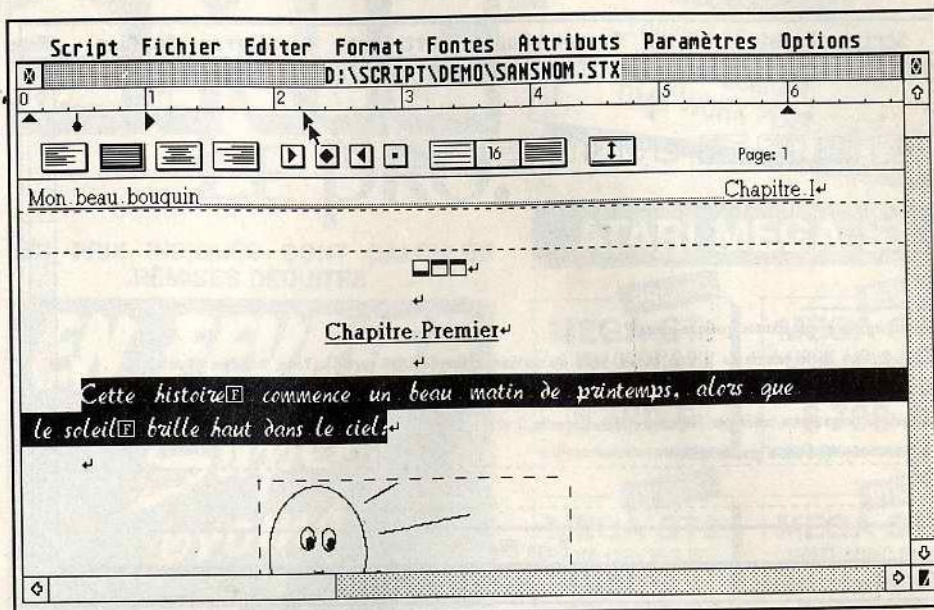 Script Fichier Editer Format Fontes Attributs Paramètres Options
D:\SCRIPT\DEMO\SANSNOM.STX
0 1 2 3 4 5 6
16 Page: 1
Mon beau bouquin Chapitre I
Chapitre Premier
Cette histoire F commence un beau matin de printemps, alors que
le soleil F brille haut dans le ciel: